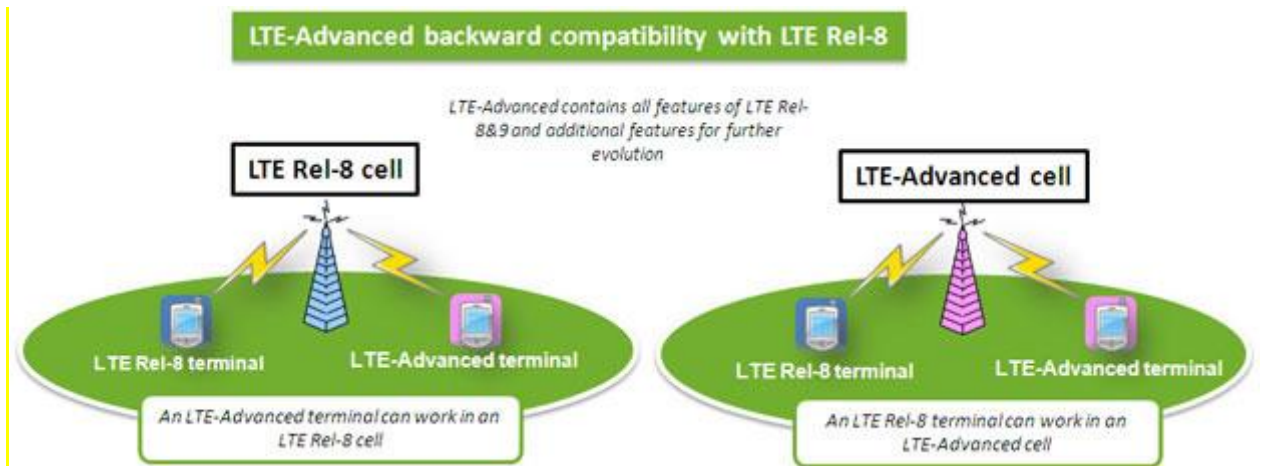 LTE-Advanced backward compatibility with LTE Rel-8
LTE-Advanced contains all features of LTE Rel-
8&9 and additional features for further
evolution
LTE Rel-8 cell
LTE-Advanced cell
LTE Rel-8 terminal
LTE-Advanced terminal
LTE Rel-8 terminal
LTE-Advanced terminal
An LTE-Advanced terminal can work in an
LTE Rel-8 cell
An LTE Rel-8 terminal can work in an
LTE-Advanced cell